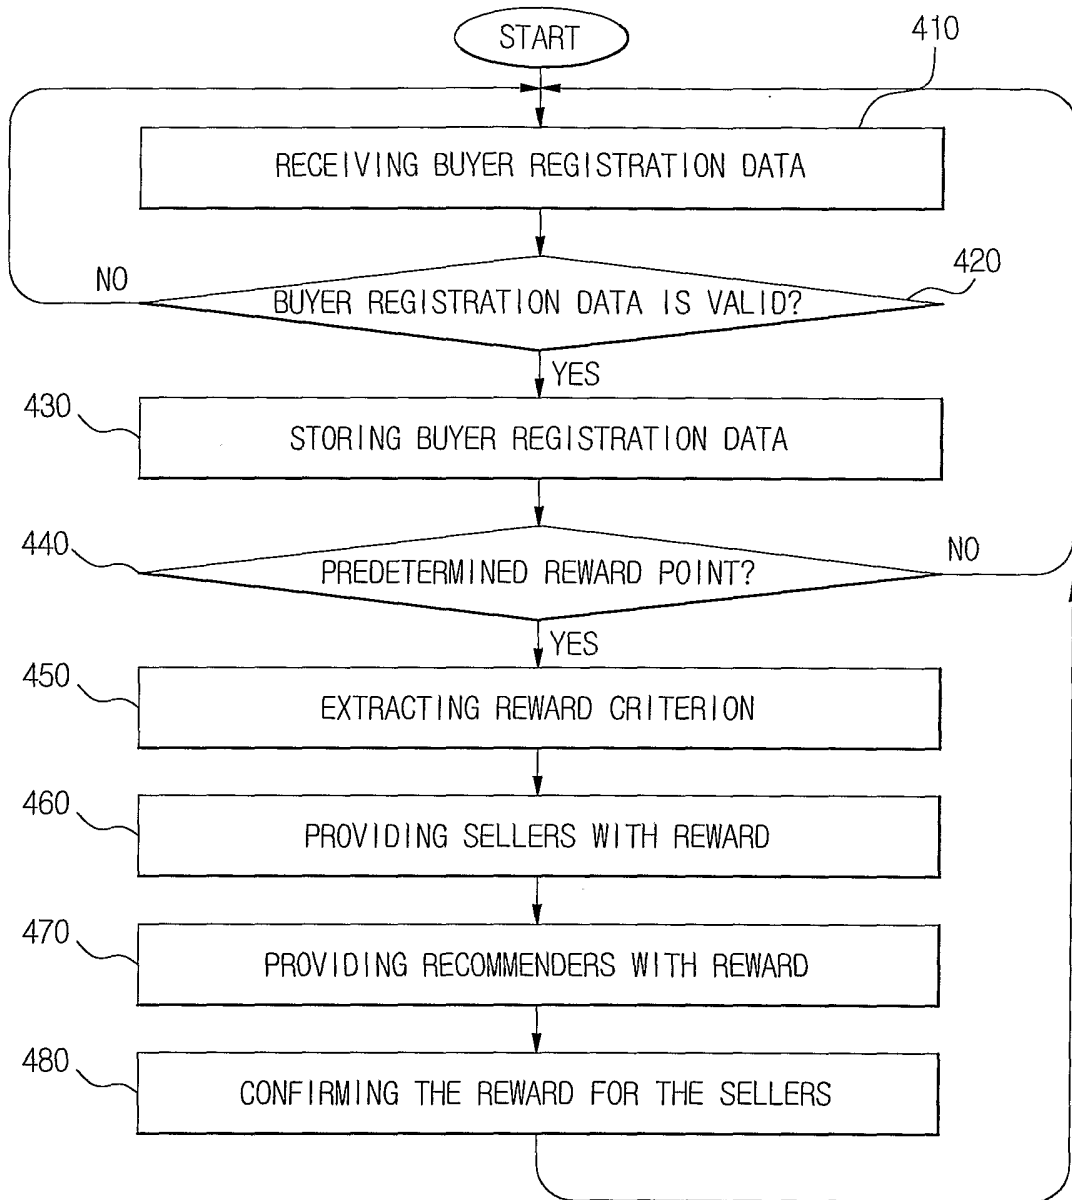 START
410
RECEIVING BUYER REGISTRATION DATA
NO
420
BUYER REGISTRATION DATA IS VALID?
YES
430
STORING BUYER REGISTRATION DATA
440
PREDETERMINED REWARD POINT?
NO
YES
450
EXTRACTING REWARD CRITERION
460
PROVIDING SELLERS WITH REWARD
470
PROVIDING RECOMMENDERS WITH REWARD
480
CONFIRMING THE REWARD FOR THE SELLERS